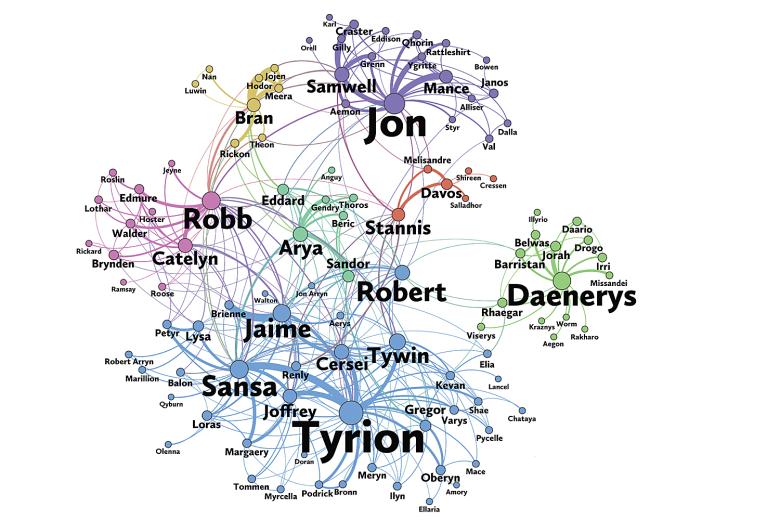 Karl
Craster
Eddison
Qhorin
Orell
Gilly
Rattleshirt
Grenn
Ygritte
Bowen
Nan
Jojen
Samwell
Mance
Janos
Luwin
Hodor
Meera
Aemon
Alliser
Bran
Jon
Styr
Dalla
Theon
Val
Rickon
Melisandre
Jeyne
Roslin
Anguy
Shireen
Cressen
Edmure
Eddard
Davos
Lothar
Gendry
Thoros
Salladhor
Hoster
Robb
Beric
Illyrio
Walder
Stannis
Daario
Rickard
Catelyn
Arya
Belwas
Drogo
Jorah
Brynden
Sandor
Barristan
Irri
Ramsay
Roose
Jon Arryn
Robert
Daenerys
Missandei
Walton
Brienne
Rhaegar
Aerys
Kraznys
Worm
Petyr
Lysa
Jaime
Viserys
Rakharo
Aegon
Robert Arryn
Cersei
Tywin
Elia
Marillion
Balon
Sansa
Renly
Kevan
Lancel
Qyburn
Joffrey
Gregor
Shae
Chataya
Loras
Varys
Tyrion
Pycelle
Olenna
Margaery
Doran
Mace
Meryn
Oberyn
Tommen
Myrcella
Podrick
Bronn
Ilyn
Amory
Ellaria